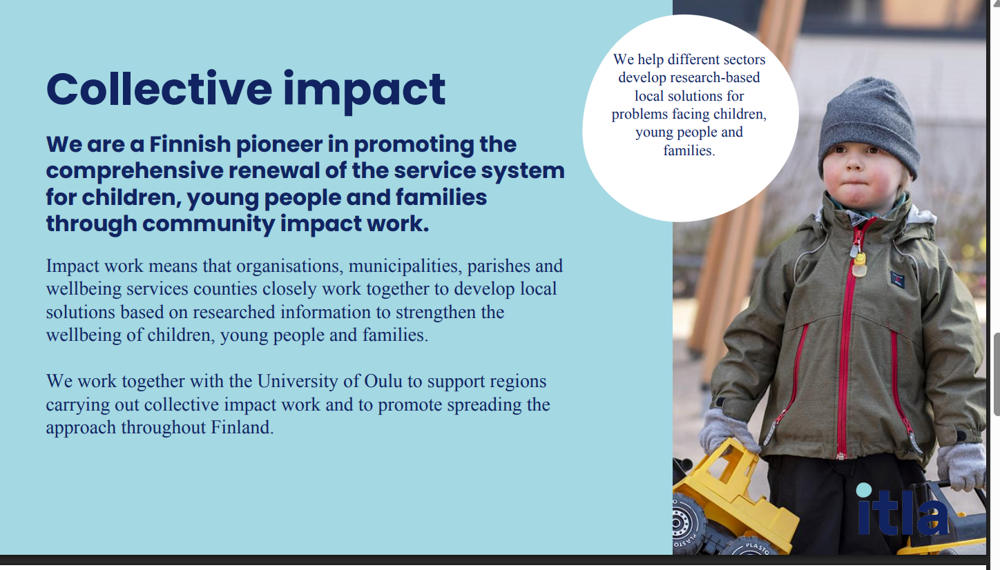 Collective impact
We are a Finnish pioneer in promoting the
comprehensive renewal of the service system
for children, young people and families
through community impact work.
Impact work means that organisations, municipalities, parishes and
wellbeing services counties closely work together to develop local
solutions based on researched information to strengthen the
wellbeing of children, young people and families.
We work together with the University of Oulu to support regions
carrying out collective impact work and to promote spreading the
approach throughout Finland.
We help different sectors
develop research-based
local solutions for
problems facing children,
young people and
families.
itla
PLASTO
PLASTO